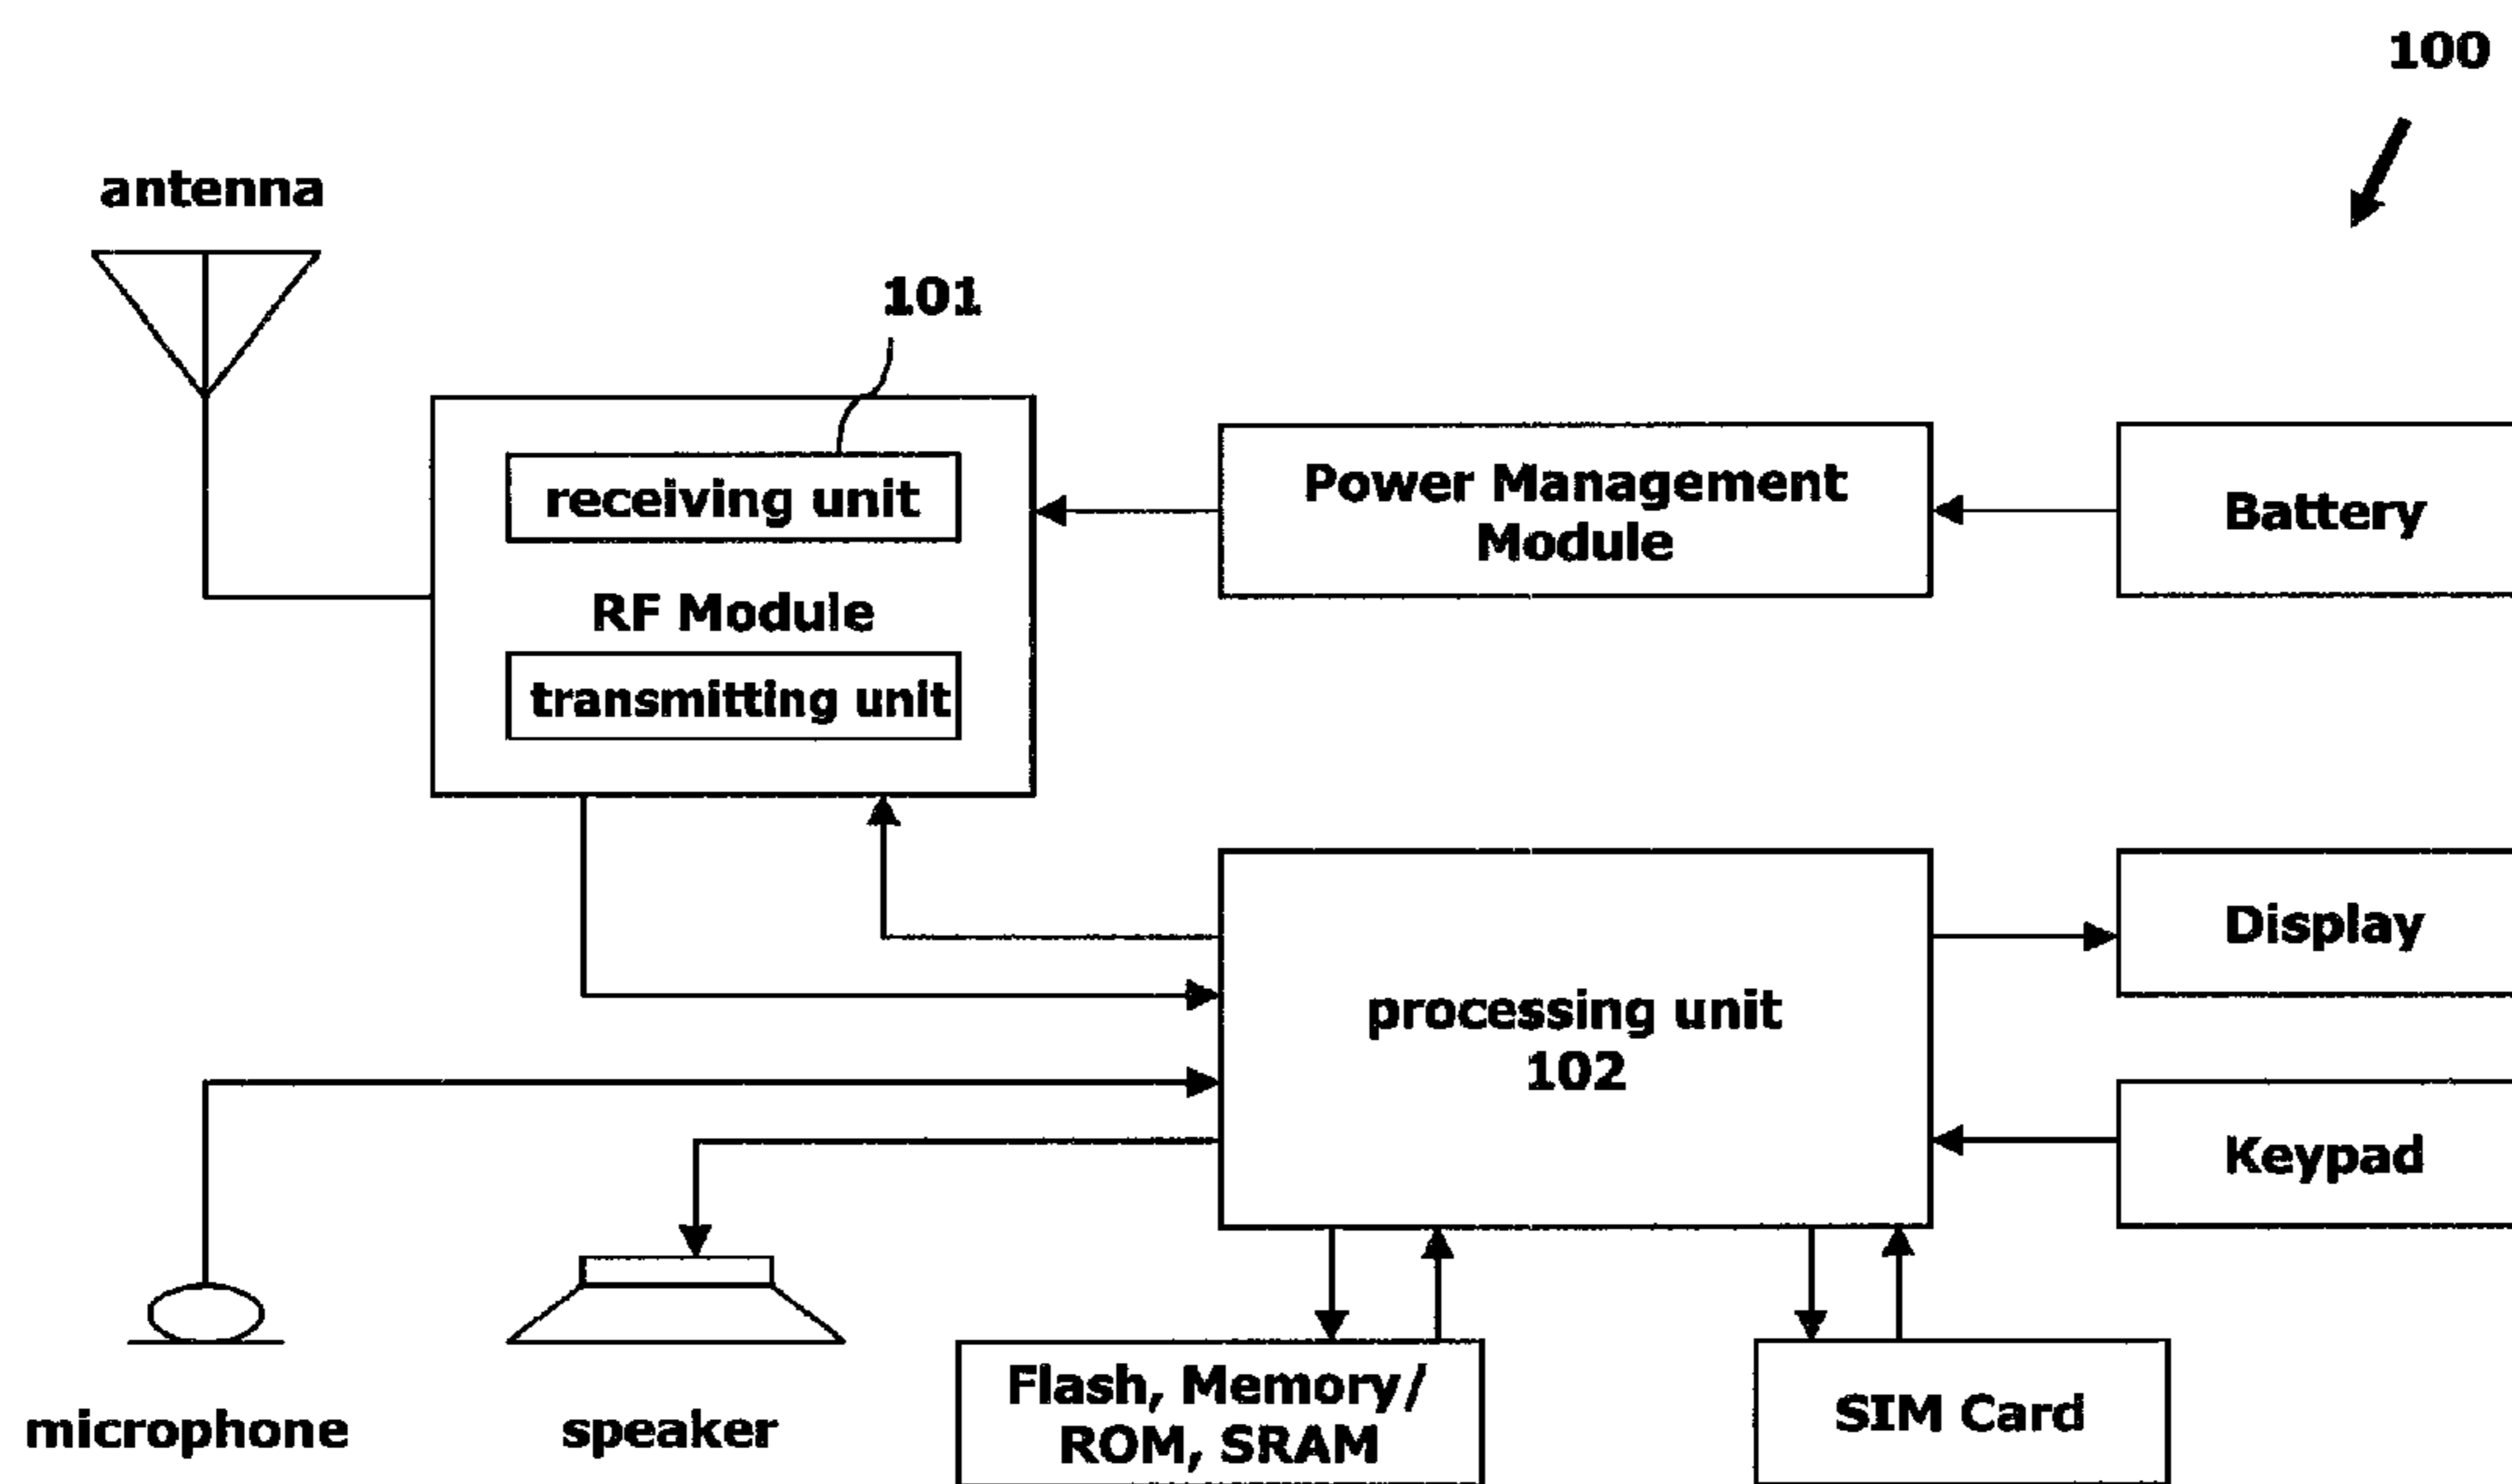 100
antenna
101
receiving unit
RF Module
transmitting unit
Power Management
Module
Battery
processing unit
102
Display
Keypad
microphone
speaker
Flash, Memory/
ROM, SRAM
SIM Card